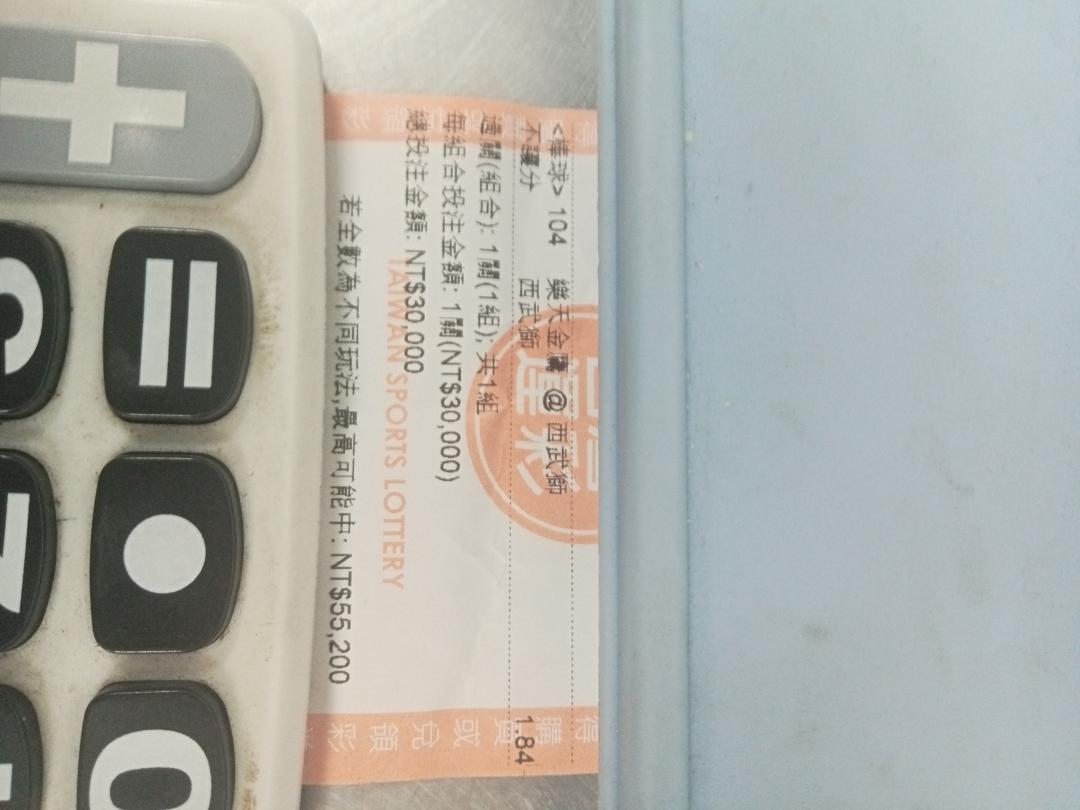 <棒球> 104 樂天金鷹 @ 西武獅
不讓分 西武獅 1.84
過關(組合): 1關(1組); 共1組
每組合投注金額: 1關(NT$30,000)
總投注金額: NT$30,000
若全數為不同玩法,最高可能中: NT$55,200
TAIWAN SPORTS LOTTERY
運彩
得購買或兌領彩
+
=
0